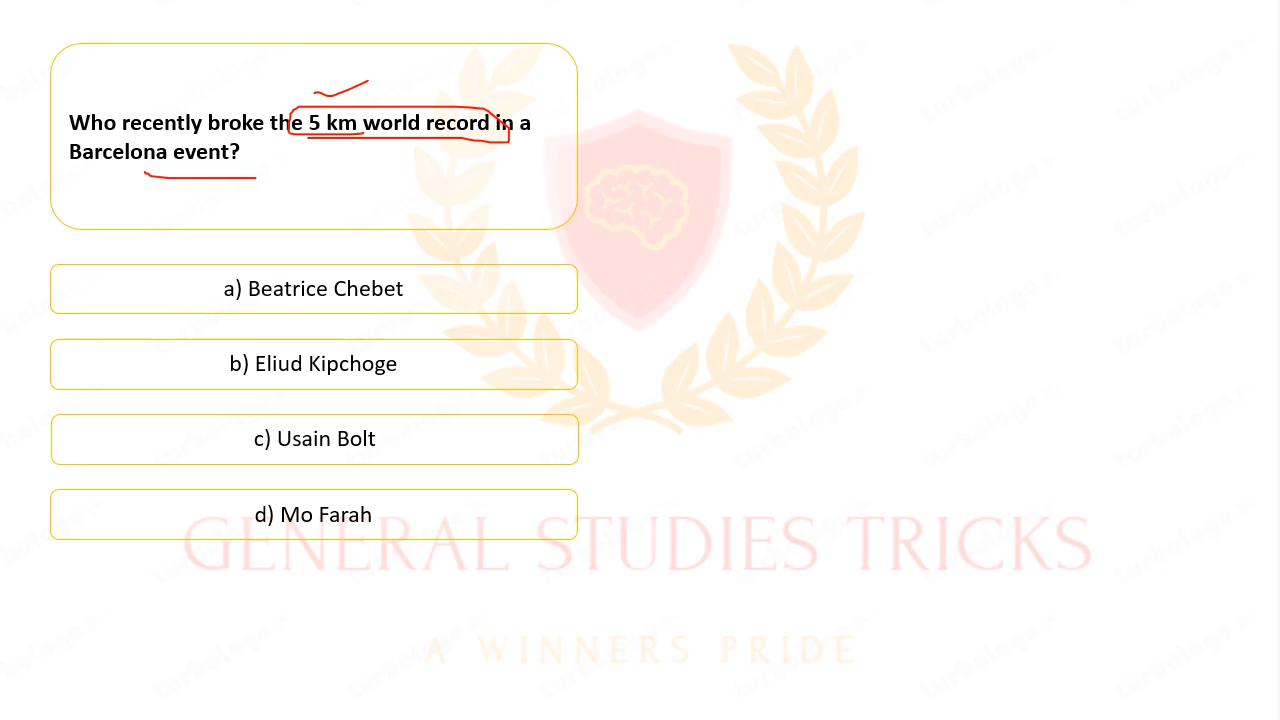 Who recently broke the 5 km world record in a
Barcelona event?
a) Beatrice Chebet
b) Eliud Kipchoge
c) Usain Bolt
d) Mo Farah
GENERAL STUDIES TRICKS
A WINNERS PRIDE